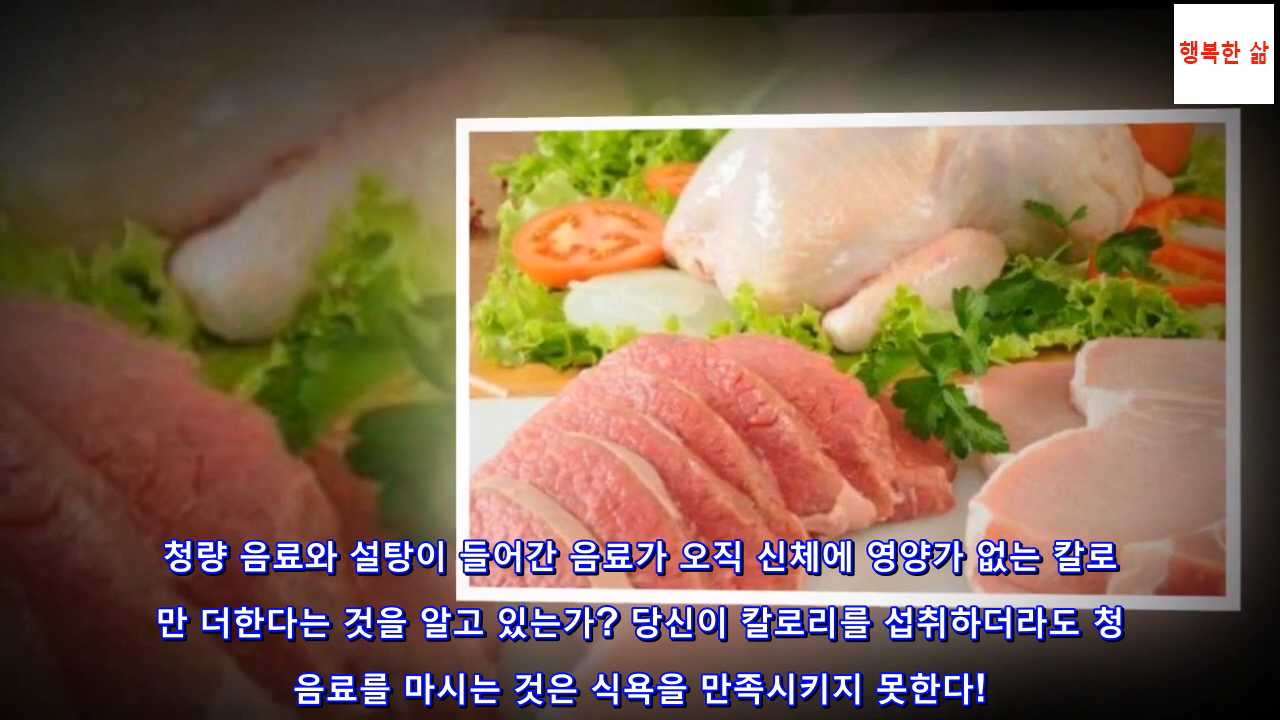 행복한 삶
청량 음료와 설탕이 들어간 음료가 오직 신체에 영양가 없는 칼로
만 더한다는 것을 알고 있는가? 당신이 칼로리를 섭취하더라도 청
음료를 마시는 것은 식욕을 만족시키지 못한다!